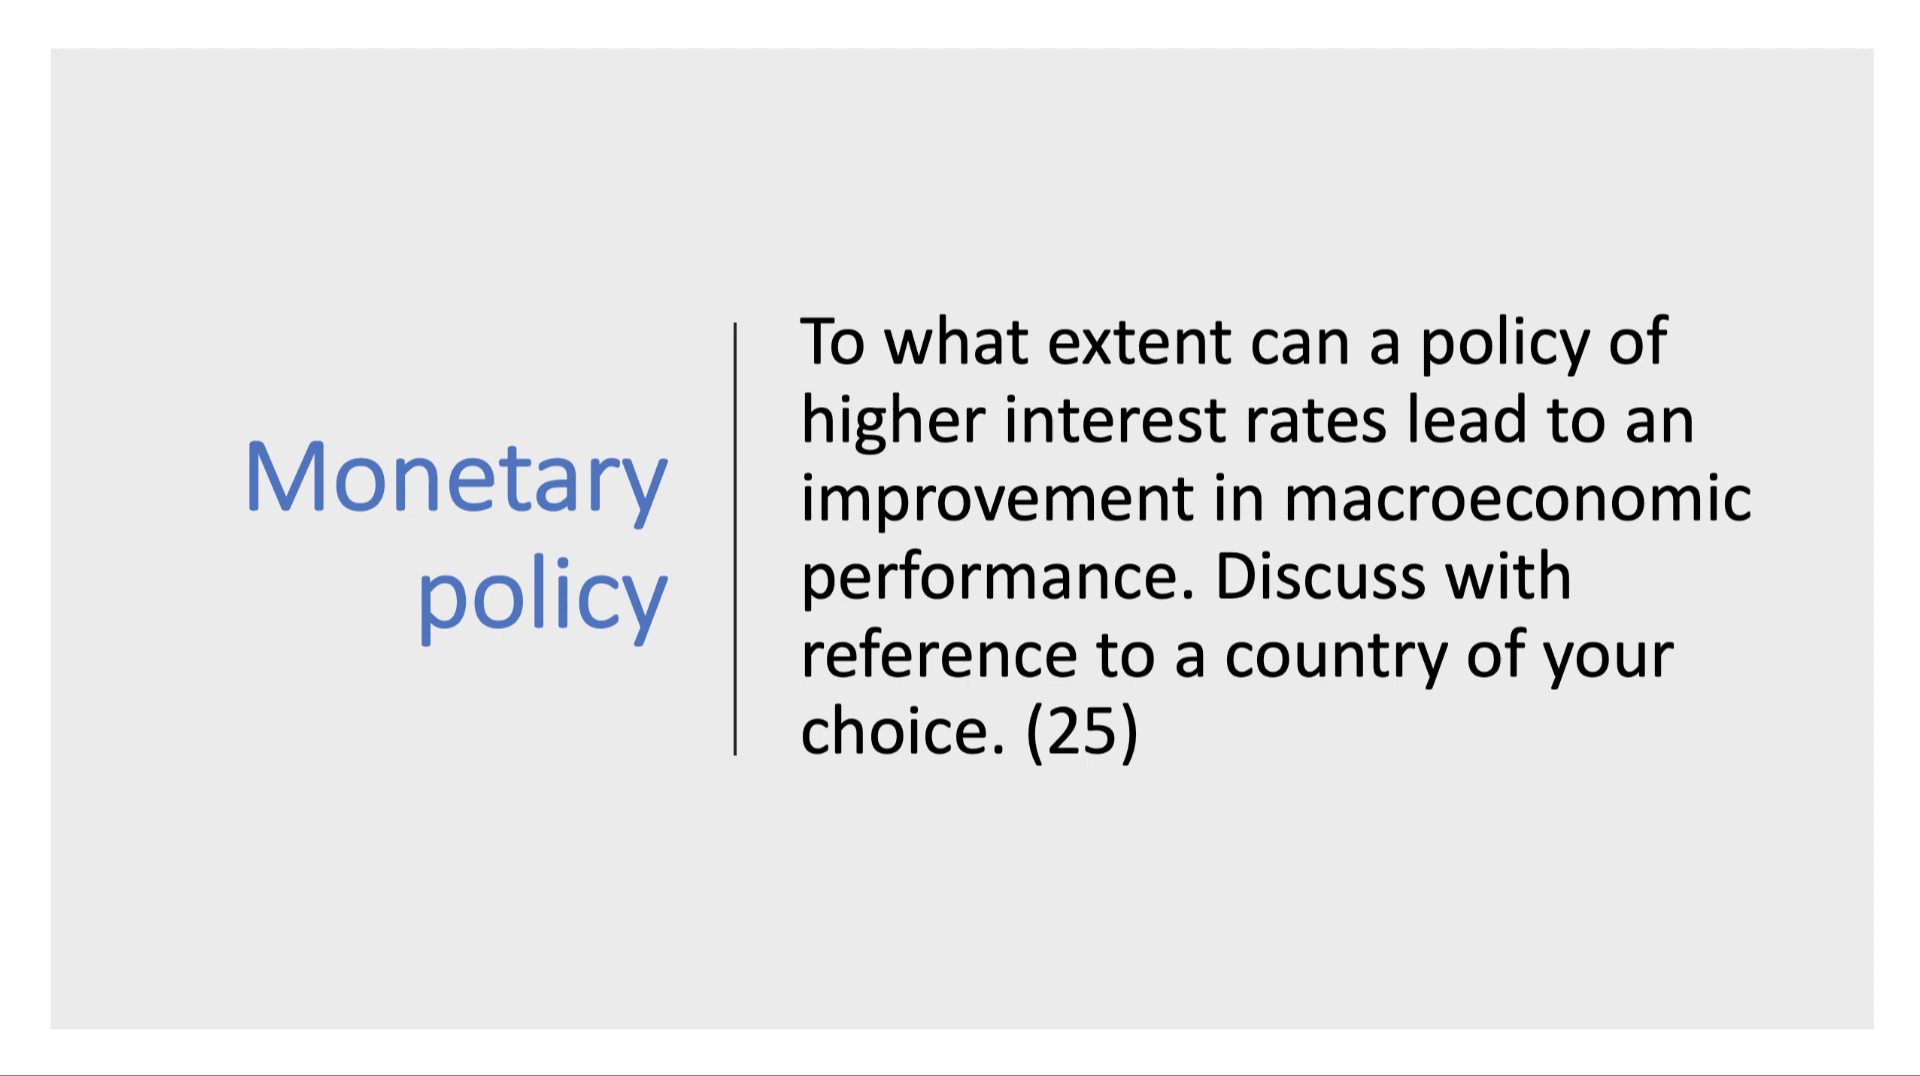 Monetary
policy
To what extent can a policy of
higher interest rates lead to an
improvement in macroeconomic
performance. Discuss with
reference to a country of your
choice. (25)